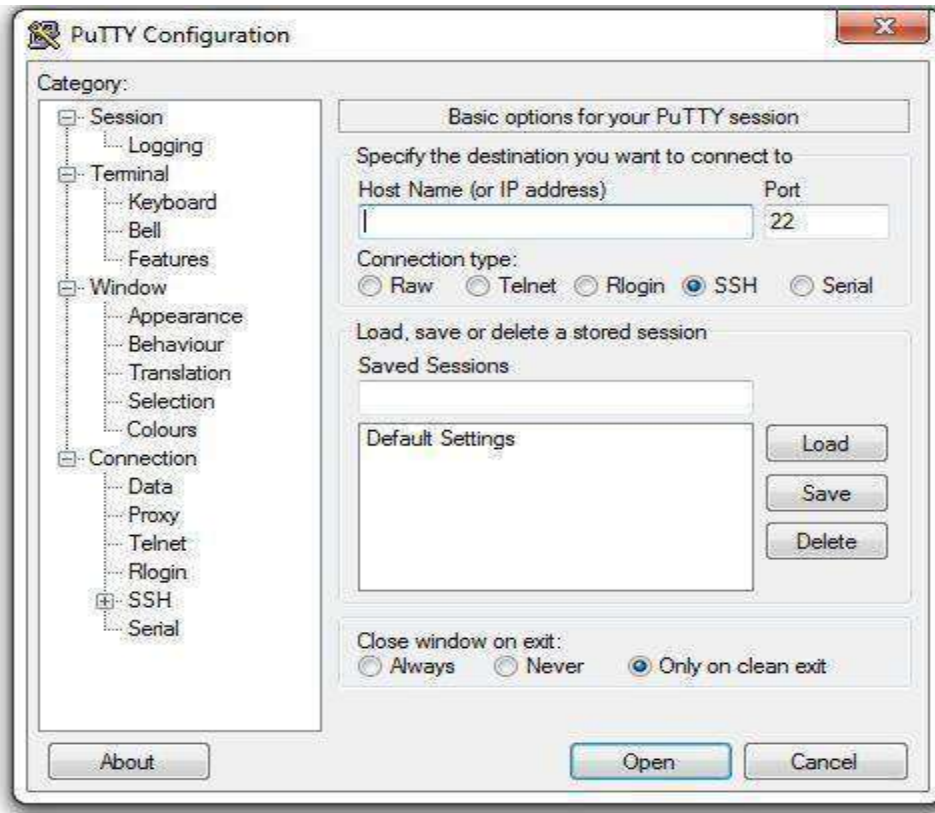 PuTTY Configuration
Category:
Session
Logging
Terminal
Keyboard
Bell
Features
Window
Appearance
Behaviour
Translation
Selection
Colours
Connection
Data
Proxy
Telnet
Rlogin
SSH
Serial
Basic options for your PuTTY session
Specify the destination you want to connect to
Host Name (or IP address) Port
22
Connection type:
Raw Telnet Rlogin SSH Serial
Load, save or delete a stored session
Saved Sessions
Default Settings
Load
Save
Delete
Close window on exit:
Always Never Only on clean exit
About Open Cancel